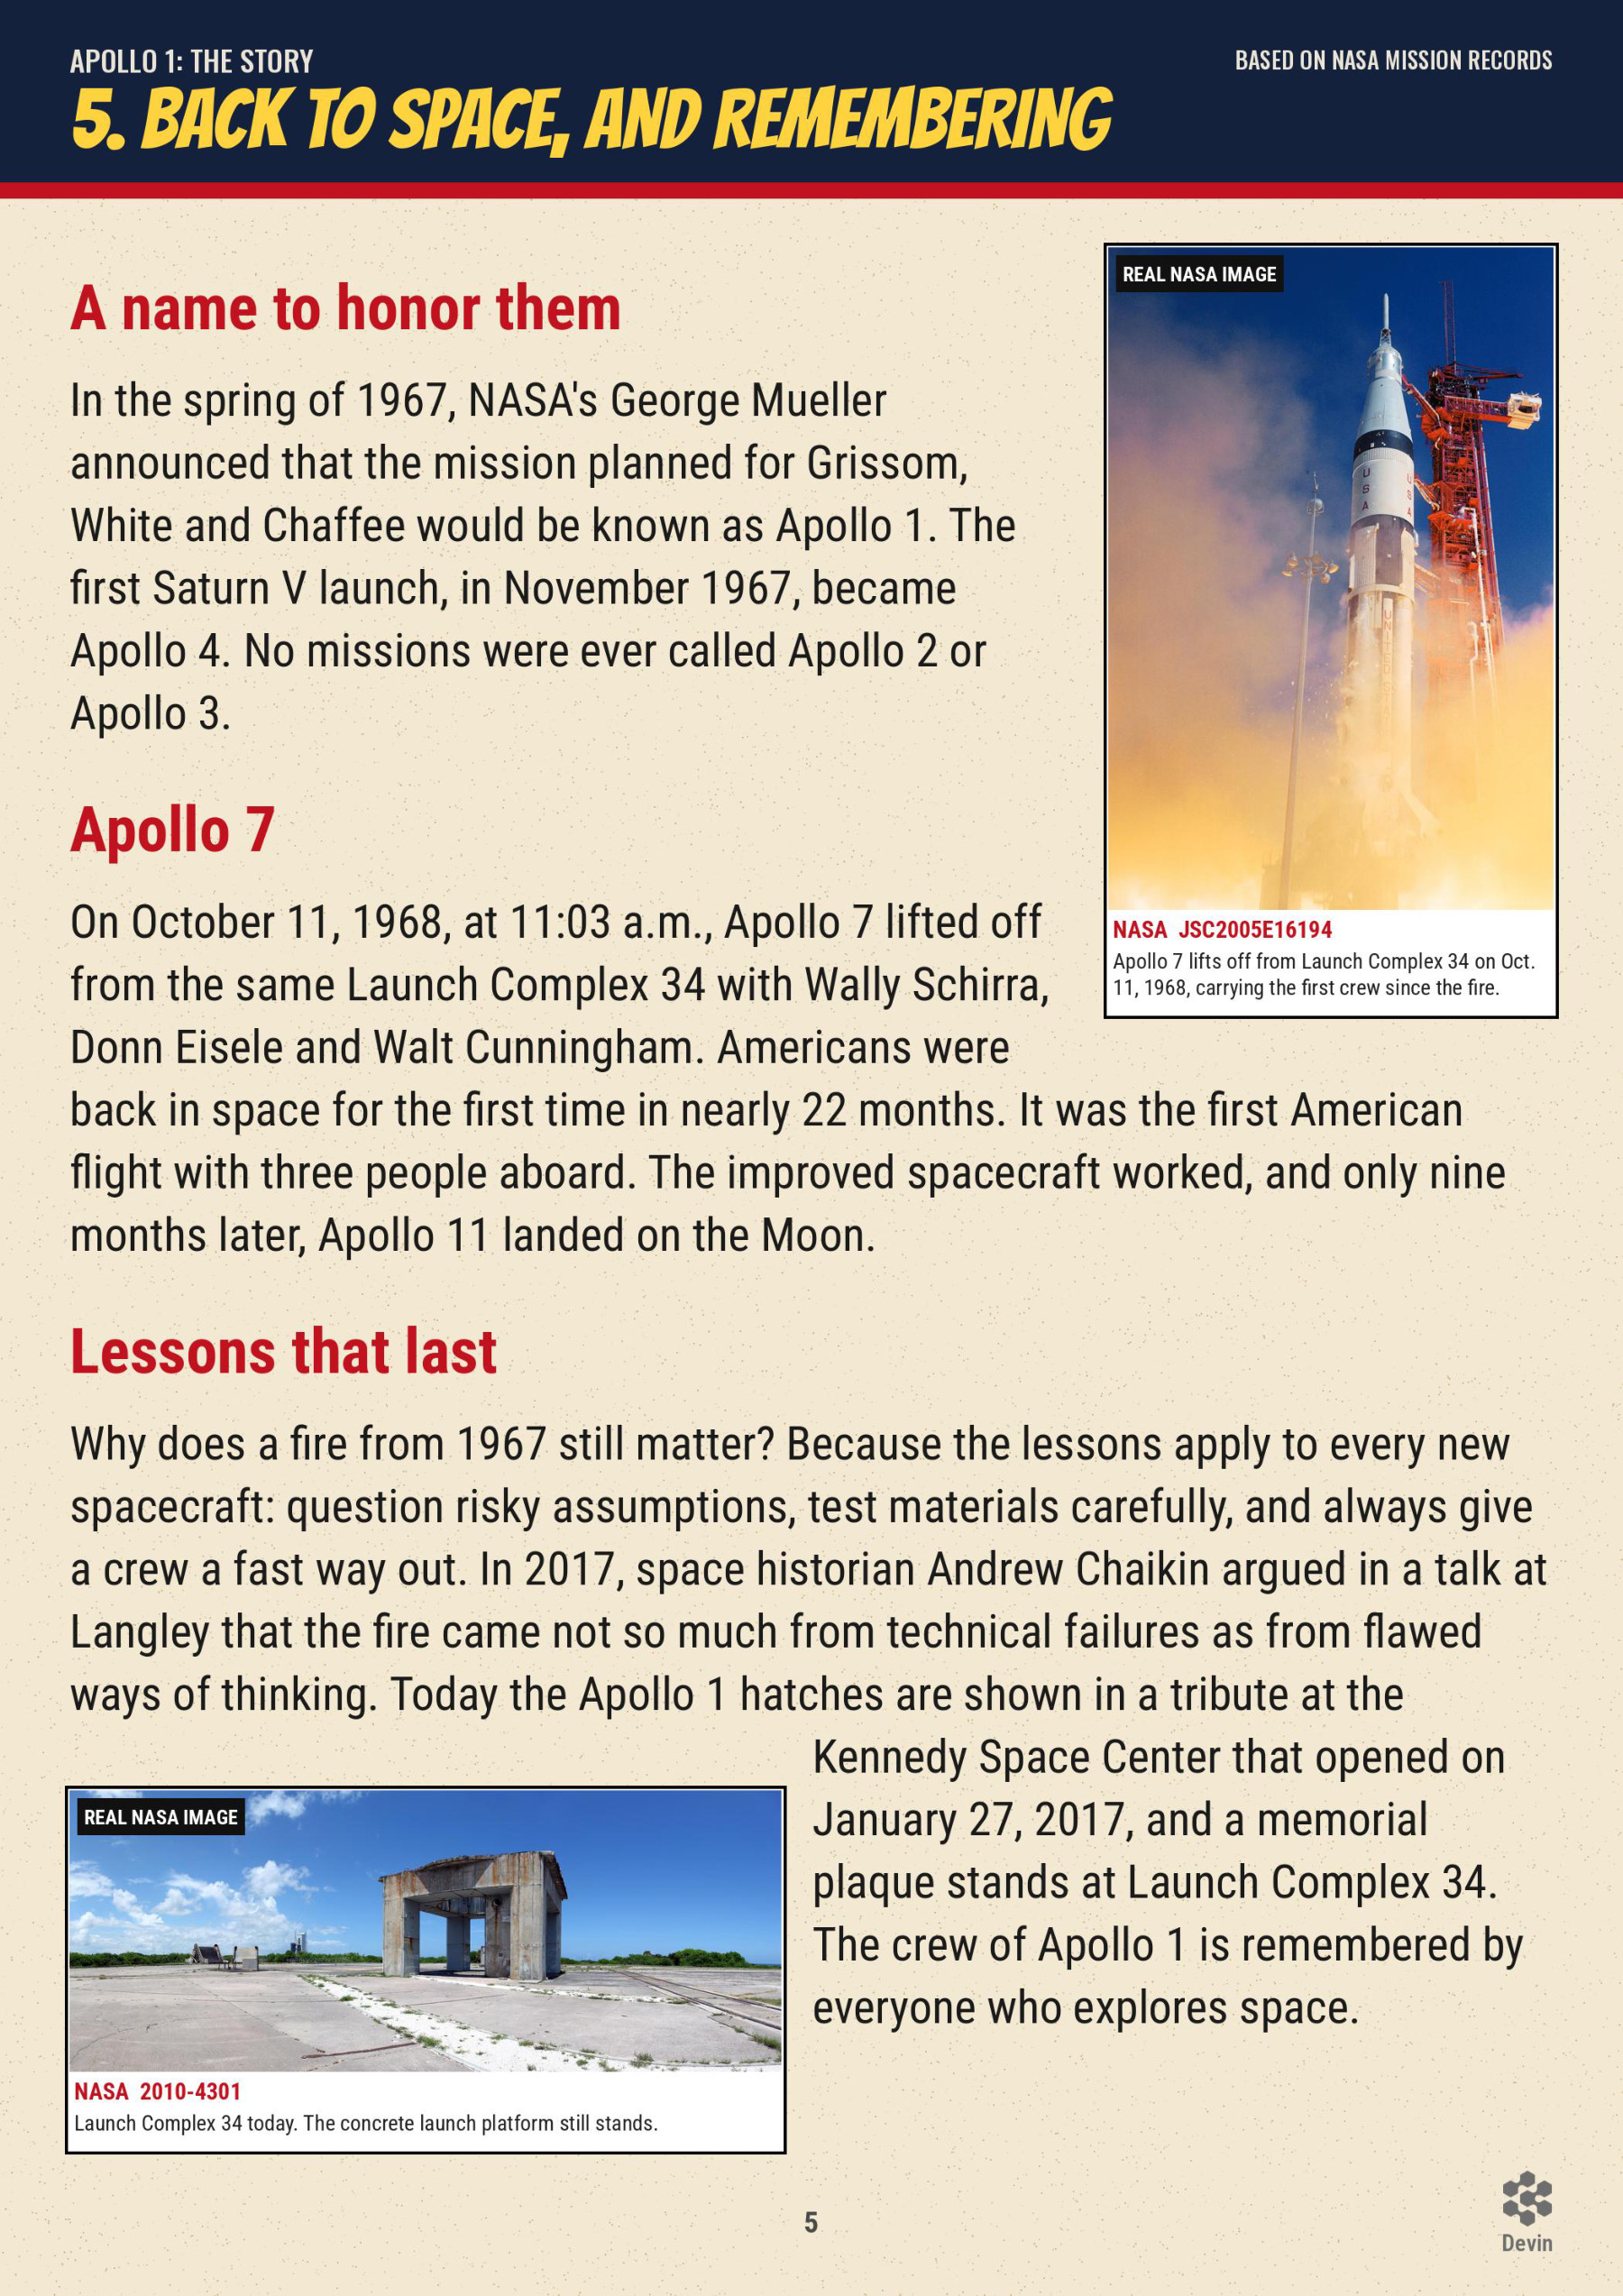 APOLLO 1: THE STORY
BASED ON NASA MISSION RECORDS
5. BACK TO SPACE, AND REMEMBERING
A name to honor them
In the spring of 1967, NASA's George Mueller
announced that the mission planned for Grissom,
White and Chaffee would be known as Apollo 1. The
first Saturn V launch, in November 1967, became
Apollo 4. No missions were ever called Apollo 2 or
Apollo 3.
REAL NASA IMAGE
USA
USA
UNITED
NASA JSC2005E16194
Apollo 7 lifts off from Launch Complex 34 on Oct.
11, 1968, carrying the first crew since the fire.
Apollo 7
On October 11, 1968, at 11:03 a.m., Apollo 7 lifted off
from the same Launch Complex 34 with Wally Schirra,
Donn Eisele and Walt Cunningham. Americans were
back in space for the first time in nearly 22 months. It was the first American
flight with three people aboard. The improved spacecraft worked, and only nine
months later, Apollo 11 landed on the Moon.
Lessons that last
Why does a fire from 1967 still matter? Because the lessons apply to every new
spacecraft: question risky assumptions, test materials carefully, and always give
a crew a fast way out. In 2017, space historian Andrew Chaikin argued in a talk at
Langley that the fire came not so much from technical failures as from flawed
ways of thinking. Today the Apollo 1 hatches are shown in a tribute at the
Kennedy Space Center that opened on
January 27, 2017, and a memorial
plaque stands at Launch Complex 34.
The crew of Apollo 1 is remembered by
everyone who explores space.
REAL NASA IMAGE
NASA 2010-4301
Launch Complex 34 today. The concrete launch platform still stands.
5
Devin